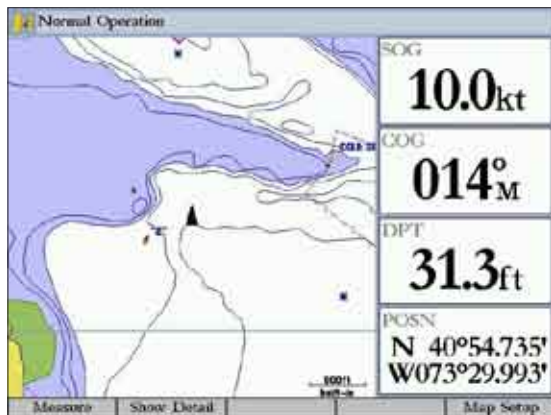 Normal Operation
SOG
10.0kt
COG
014°M
DPT
31.3ft
POSN
N 40°54.735'
W073°29.993'
COLD
Measure
Show Detail
Map Setup